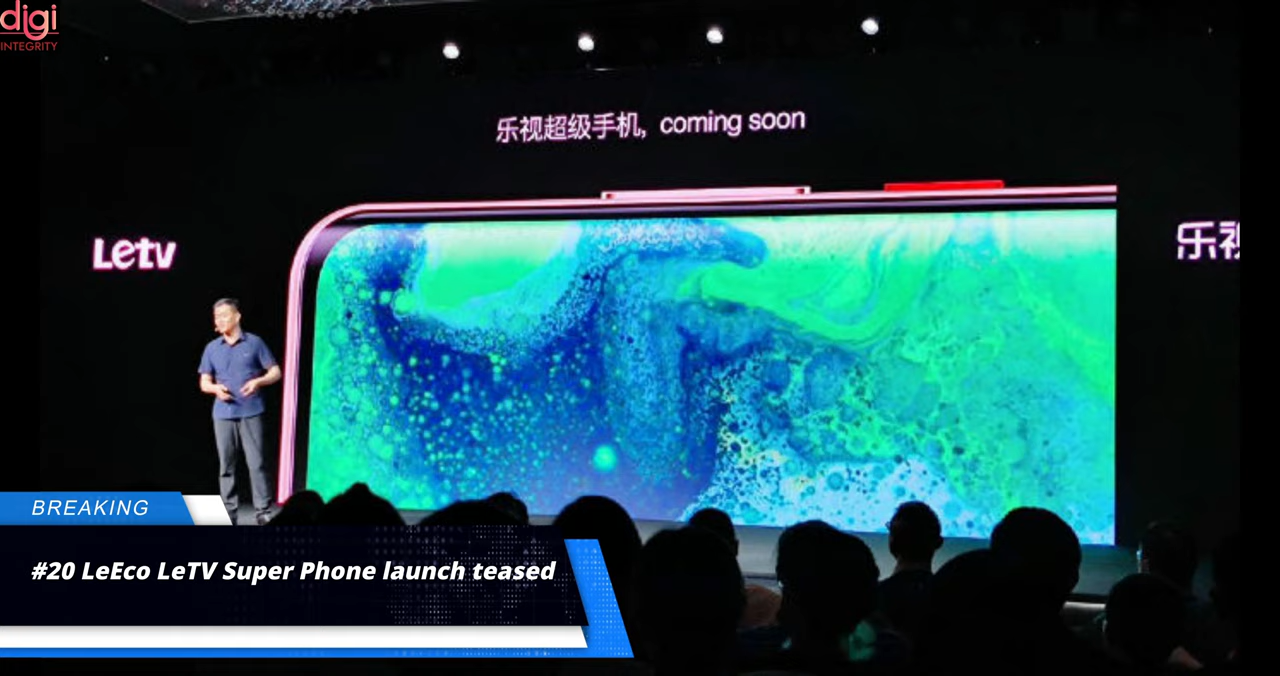 digi
INTEGRITY
乐视超级手机, coming soon
Letv
乐视
BREAKING
#20 LeEco LeTV Super Phone launch teased